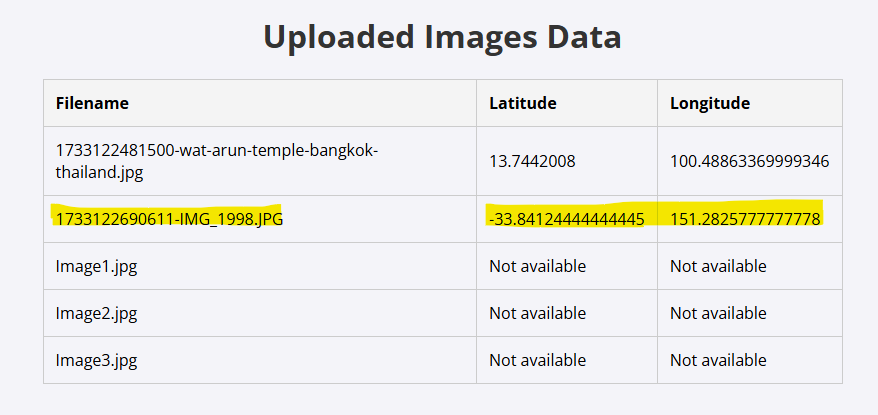 Uploaded Images Data
Filename Latitude Longitude
1733122481500-wat-arun-temple-bangkok-
thailand.jpg 13.7442008 100.48863369999346
1733122690611-IMG_1998.JPG -33.84124444444445 151.2825777777778
Image1.jpg Not available Not available
Image2.jpg Not available Not available
Image3.jpg Not available Not available